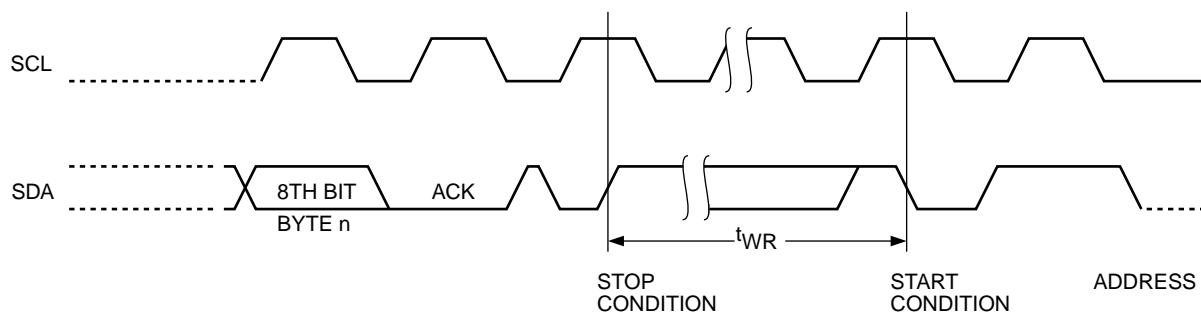 SCL
SDA
8TH BIT
BYTE n
ACK
tWR
STOP
CONDITION
START
CONDITION
ADDRESS